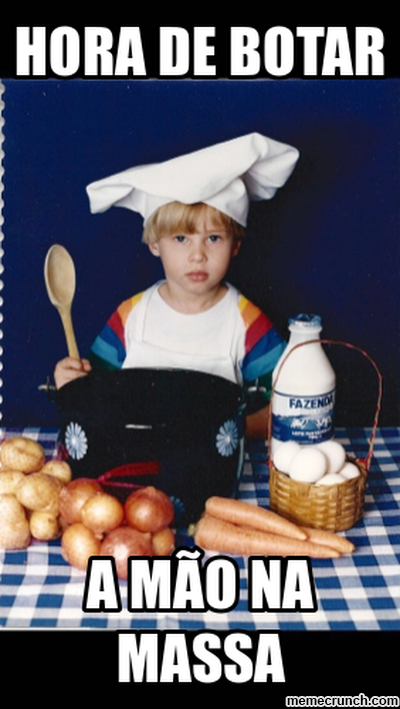 HORA DE BOTAR
FAZENDA
A MÃO NA
MASSA
memecrunch.com